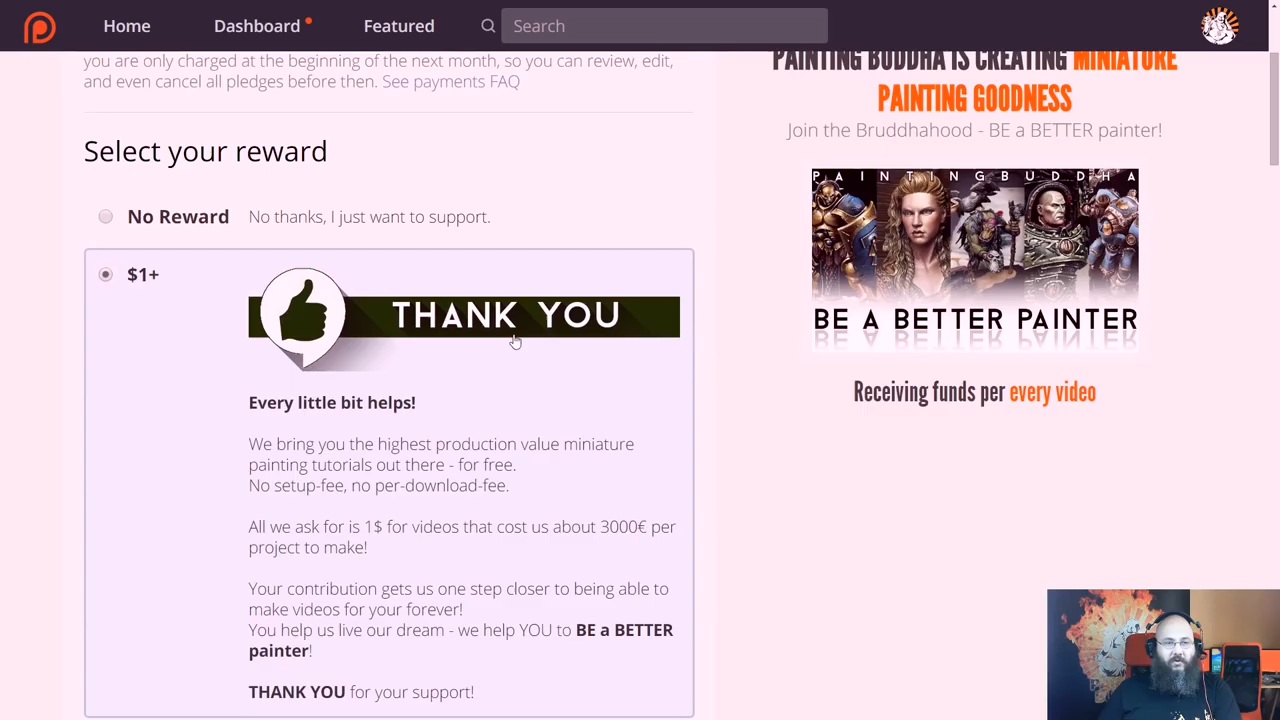 Home
Dashboard
Featured
Search
you are only charged at the beginning of the next month, so you can review, edit,
and even cancel all pledges before then. See payments FAQ
Select your reward
No Reward
No thanks, I just want to support.
$1+
THANK YOU
Every little bit helps!
We bring you the highest production value miniature
painting tutorials out there - for free.
No setup-fee, no per-download-fee.
All we ask for is 1$ for videos that cost us about 3000€ per
project to make!
Your contribution gets us one step closer to being able to
make videos for your forever!
You help us live our dream - we help YOU to BE a BETTER
painter!
THANK YOU for your support!
PAINTING BUDDHA IS CREATING MINIATURE
PAINTING GOODNESS
Join the Bruddhahood - BE a BETTER painter!
PAINTINGBUDDHA
BE A BETTER PAINTER
Receiving funds per every video